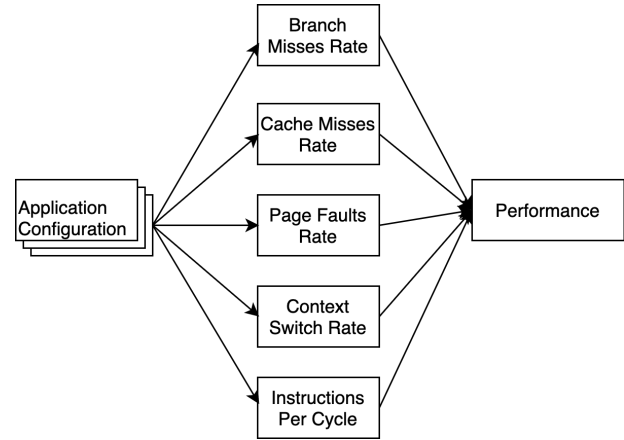 Branch
Misses Rate
Cache Misses
Rate
Application
Configuration
Page Faults
Rate
Performance
Context
Switch Rate
Instructions
Per Cycle